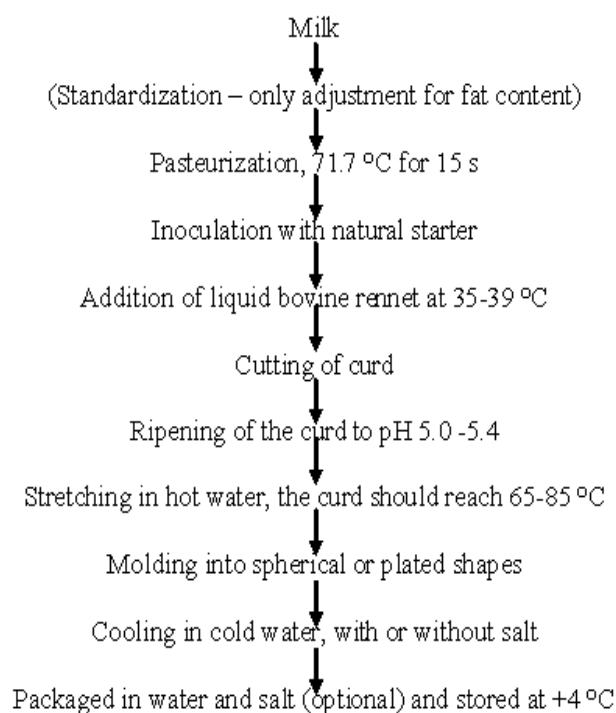 Milk
(Standardization – only adjustment for fat content)
Pasteurization, 71.7 ºC for 15 s
Inoculation with natural starter
Addition of liquid bovine rennet at 35-39 ºC
Cutting of curd
Ripening of the curd to pH 5.0 -5.4
Stretching in hot water, the curd should reach 65-85 ºC
Molding into spherical or plated shapes
Cooling in cold water, with or without salt
Packaged in water and salt (optional) and stored at +4 ºC